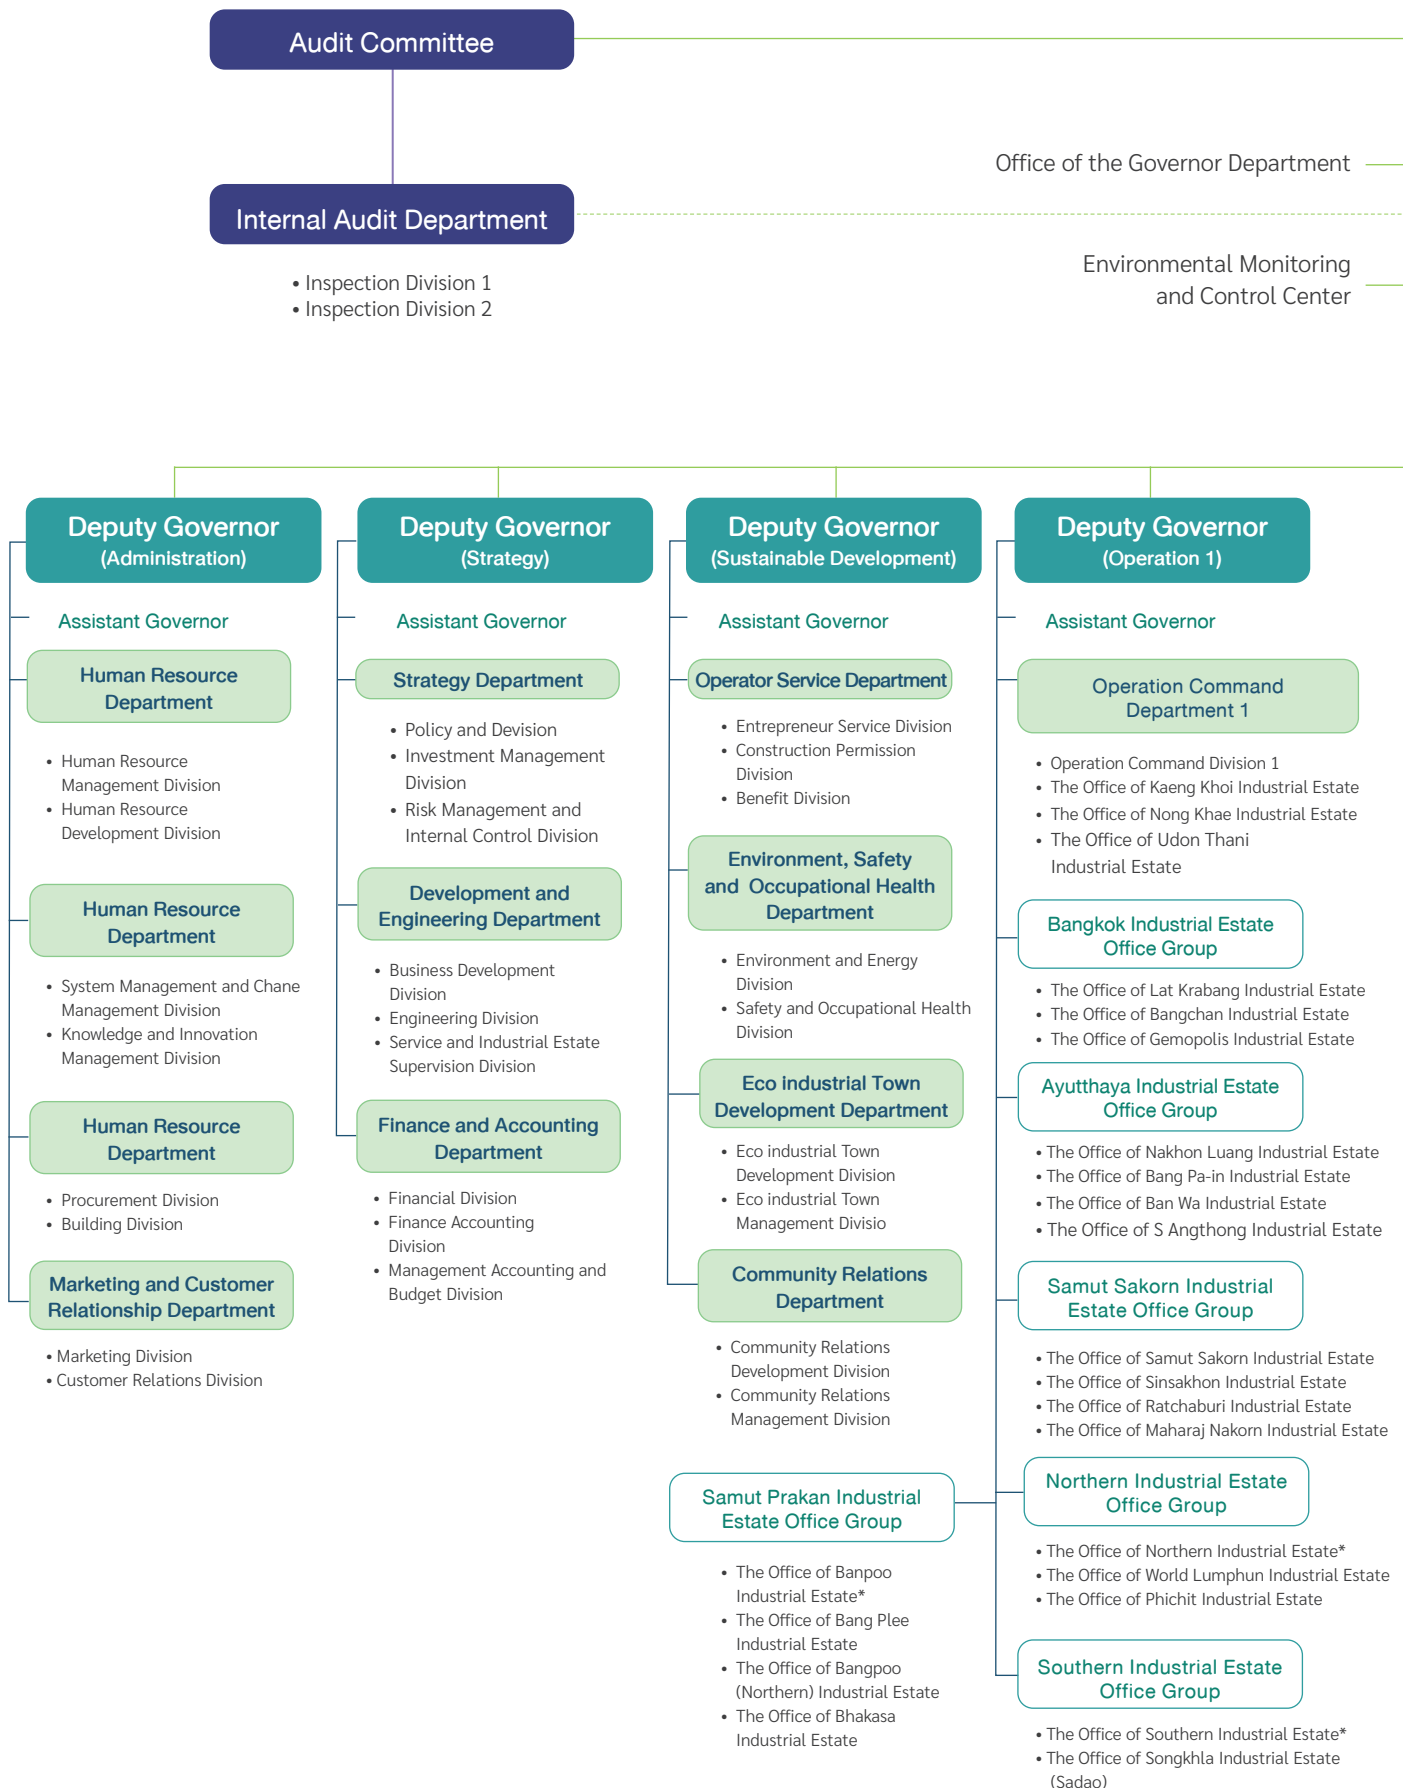 Audit Committee
Office of the Governor Department
Internal Audit Department
• Inspection Division 1
• Inspection Division 2
Environmental Monitoring
and Control Center
Deputy Governor
(Administration)
Assistant Governor
Human Resource
Department
• Human Resource
Management Division
• Human Resource
Development Division
Human Resource
Department
• System Management and Chane
Management Division
• Knowledge and Innovation
Management Division
Human Resource
Department
• Procurement Division
• Building Division
Marketing and Customer
Relationship Department
• Marketing Division
• Customer Relations Division
Deputy Governor
(Strategy)
Assistant Governor
Strategy Department
• Policy and Devision
• Investment Management
Division
• Risk Management and
Internal Control Division
Development and
Engineering Department
• Business Development
Division
• Engineering Division
• Service and Industrial Estate
Supervision Division
Finance and Accounting
Department
• Financial Division
• Finance Accounting
Division
• Management Accounting and
Budget Division
Deputy Governor
(Sustainable Development)
Assistant Governor
Operator Service Department
• Entrepreneur Service Division
• Construction Permission
Division
• Benefit Division
Environment, Safety
and Occupational Health
Department
• Environment and Energy
Division
• Safety and Occupational Health
Division
Eco industrial Town
Development Department
• Eco industrial Town
Development Division
• Eco industrial Town
Management Divisio
Community Relations
Department
• Community Relations
Development Division
• Community Relations
Management Division
Samut Prakan Industrial
Estate Office Group
• The Office of Banpoo
Industrial Estate*
• The Office of Bang Plee
Industrial Estate
• The Office of Bangpoo
(Northern) Industrial Estate
• The Office of Bhakasa
Industrial Estate
Deputy Governor
(Operation 1)
Assistant Governor
Operation Command
Department 1
• Operation Command Division 1
• The Office of Kaeng Khoi Industrial Estate
• The Office of Nong Khae Industrial Estate
• The Office of Udon Thani
Industrial Estate
Bangkok Industrial Estate
Office Group
• The Office of Lat Krabang Industrial Estate
• The Office of Bangchan Industrial Estate
• The Office of Gemopolis Industrial Estate
Ayutthaya Industrial Estate
Office Group
• The Office of Nakhon Luang Industrial Estate
• The Office of Bang Pa-in Industrial Estate
• The Office of Ban Wa Industrial Estate
• The Office of S Angthong Industrial Estate
Samut Sakorn Industrial
Estate Office Group
• The Office of Samut Sakorn Industrial Estate
• The Office of Sinsakhon Industrial Estate
• The Office of Ratchaburi Industrial Estate
• The Office of Maharaj Nakorn Industrial Estate
Northern Industrial Estate
Office Group
• The Office of Northern Industrial Estate*
• The Office of World Lumphun Industrial Estate
• The Office of Phichit Industrial Estate
Southern Industrial Estate
Office Group
• The Office of Southern Industrial Estate*
• The Office of Songkhla Industrial Estate
(Sadao)